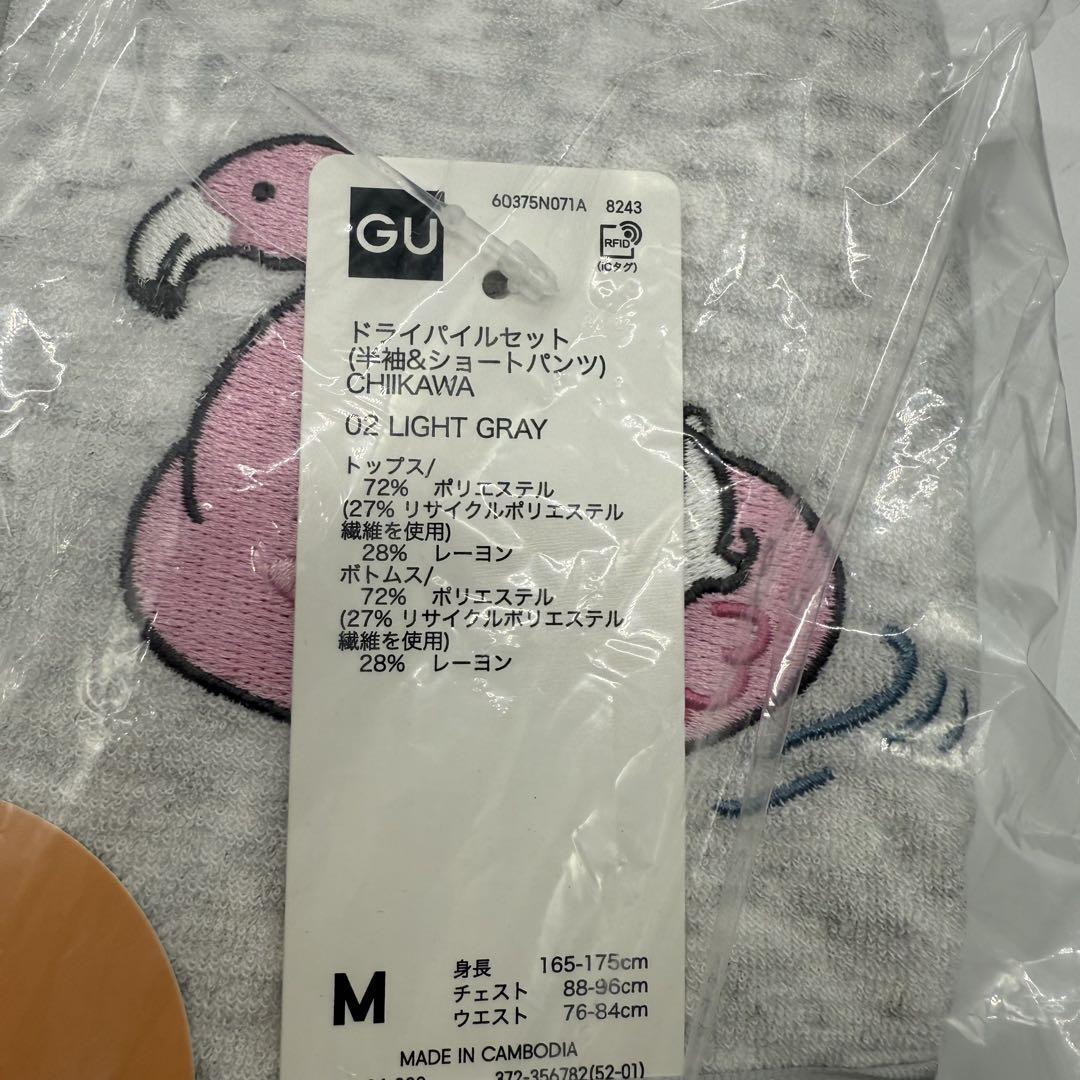 GU
60375N071A 8243
RFID
(ICタグ)
ドライパイルセット
(半袖&ショートパンツ)
CHIIKAWA
02 LIGHT GRAY
トップス/
72% ポリエステル
(27% リサイクルポリエステル
繊維を使用)
28% レーヨン
ボトムス/
72% ポリエステル
(27% リサイクルポリエステル
繊維を使用)
28% レーヨン
M
身長 165-175cm
チェスト 88-96cm
ウエスト 76-84cm
MADE IN CAMBODIA
372-356782(52-01)